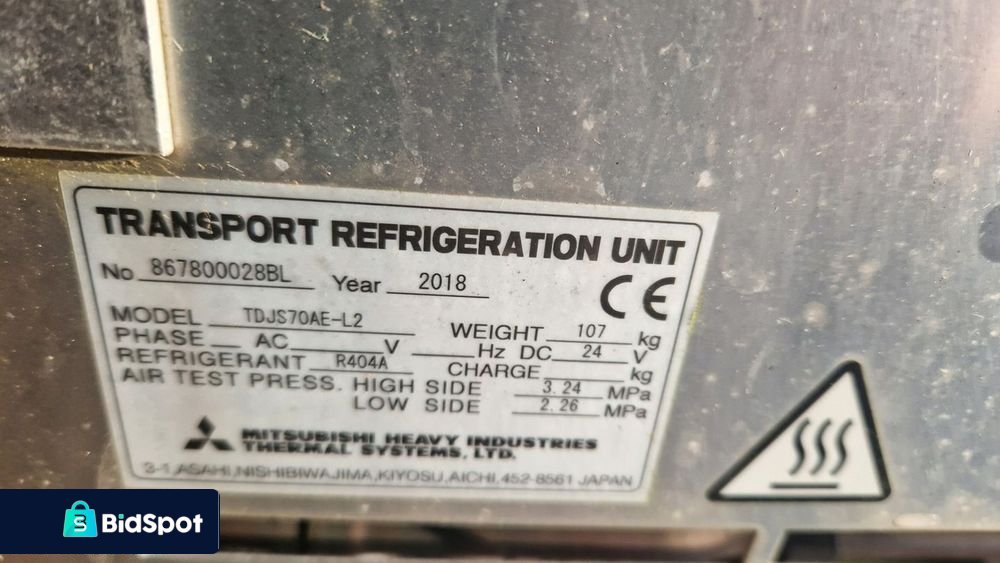 TRANSPORT REFRIGERATION UNIT
No 867800028BL Year 2018 CE
MODEL TDJS70AE-L2 WEIGHT 107 kg
PHASE AC V Hz DC 24 V
REFRIGERANT R404A CHARGE kg
AIR TEST PRESS. HIGH SIDE 3.24 MPa
LOW SIDE 2.26 MPa
MITSUBISHI HEAVY INDUSTRIES
THERMAL SYSTEMS, LTD.
3-1, ASAHI, NISHIBIWAJIMA, KIYOSU, AICHI, 452-8561 JAPAN
BidSpot